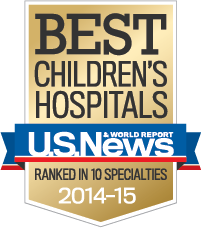 BEST
CHILDREN'S
HOSPITALS
U.S.News
& WORLD REPORT
RANKED IN 10 SPECIALTIES
2014-15